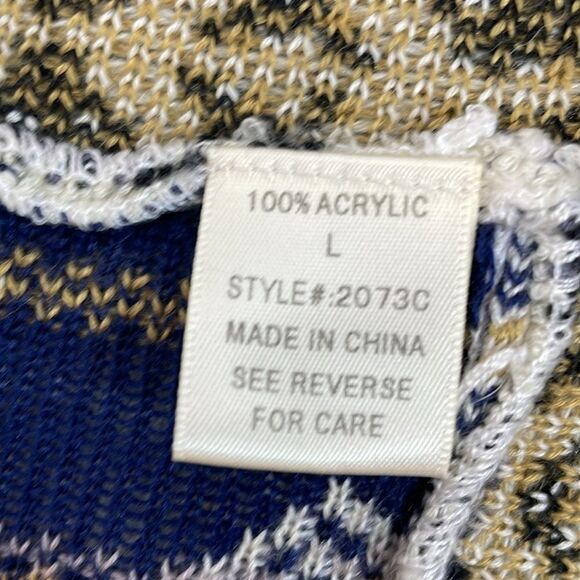 100% ACRYLIC
L
STYLE#:2073C
MADE IN CHINA
SEE REVERSE
FOR CARE